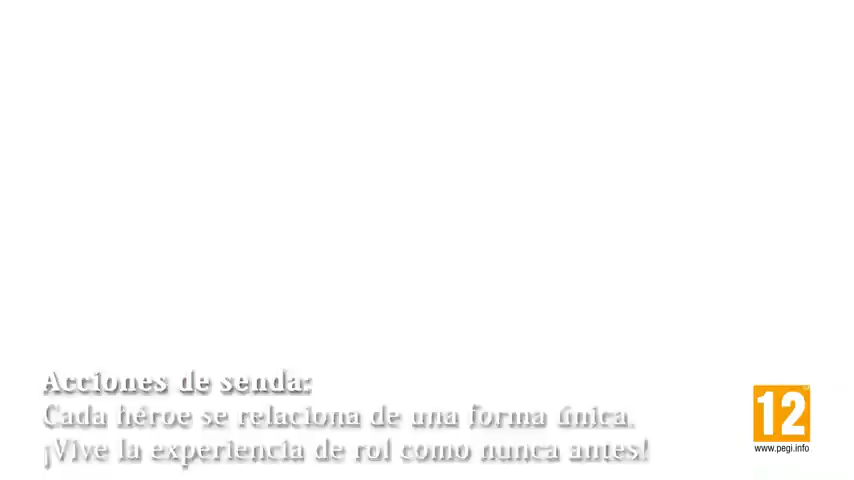 Acciones de senda:
Cada héroe se relaciona de una forma única.
¡Vive la experiencia de rol como nunca antes!
12
www.pegi.info